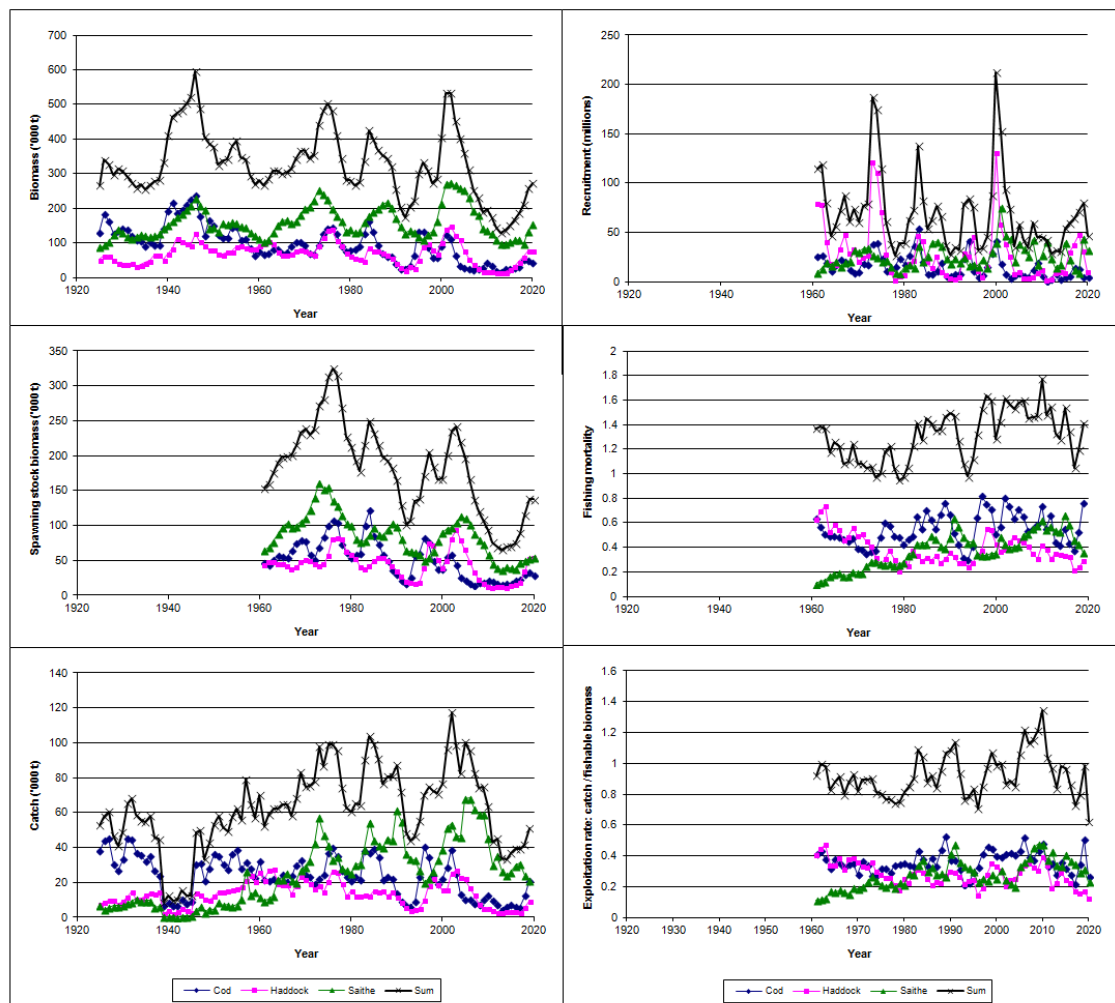 Biomass ('000t)
700
600
500
400
300
200
100
0
1920 1940 1960 1980 2000 2020
Year
Recruitment (millions)
250
200
150
100
50
0
1920 1940 1960 1980 2000 2020
Year
Spawning stock biomass ('000t)
350
300
250
200
150
100
50
0
1920 1940 1960 1980 2000 2020
Year
Fishing mortality
2
1.8
1.6
1.4
1.2
1
0.8
0.6
0.4
0.2
0
1920 1940 1960 1980 2000 2020
Year
Catch ('000t)
140
120
100
80
60
40
20
0
1920 1940 1960 1980 2000 2020
Year
Exploitation rate: catch / fishable biomass
1.6
1.4
1.2
1
0.8
0.6
0.4
0.2
0
1920 1930 1940 1950 1960 1970 1980 1990 2000 2010 2020
Year
Cod Haddock Saithe Sum
Cod Haddock Saithe Sum